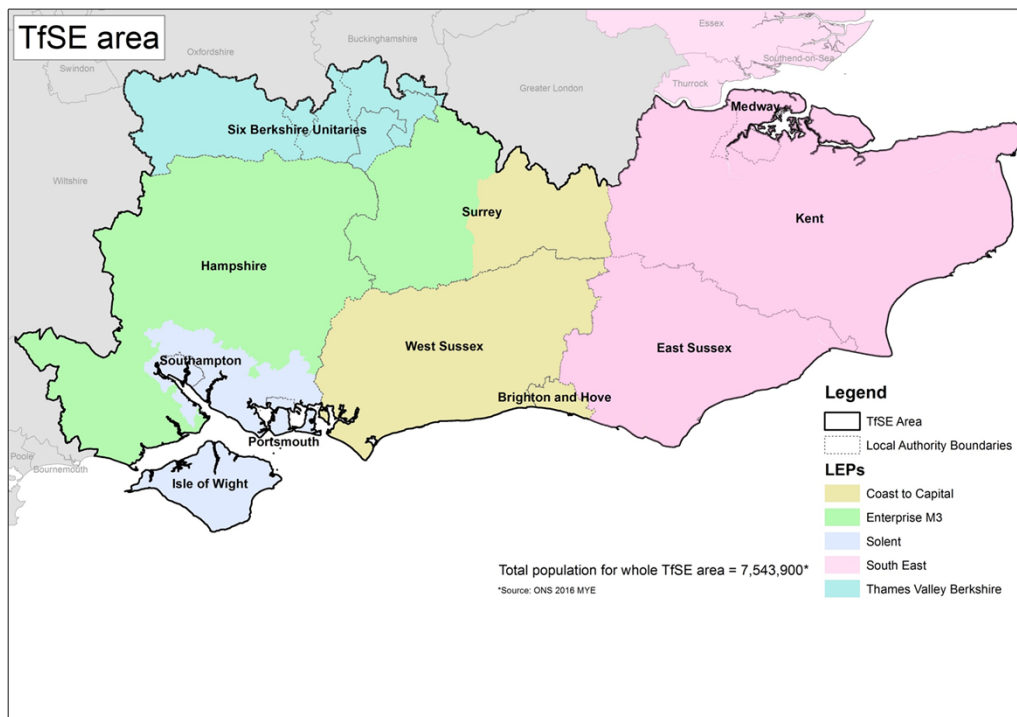 TfSE area
Essex
Buckinghamshire
Oxfordshire
Southend-on-Sea
Swindon
Thurrock
Greater London
Medway
Six Berkshire Unitaries
Wiltshire
Surrey
Kent
Hampshire
West Sussex
East Sussex
Southampton
Brighton and Hove
Portsmouth
Poole
Bournemouth
Isle of Wight
Legend
TfSE Area
Local Authority Boundaries
LEPs
Coast to Capital
Enterprise M3
Solent
South East
Thames Valley Berkshire
Total population for whole TfSE area = 7,543,900*
*Source: ONS 2016 MYE